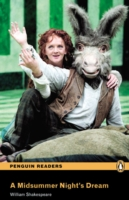 PENGUIN READERS
A Midsummer Night's Dream
William Shakespeare